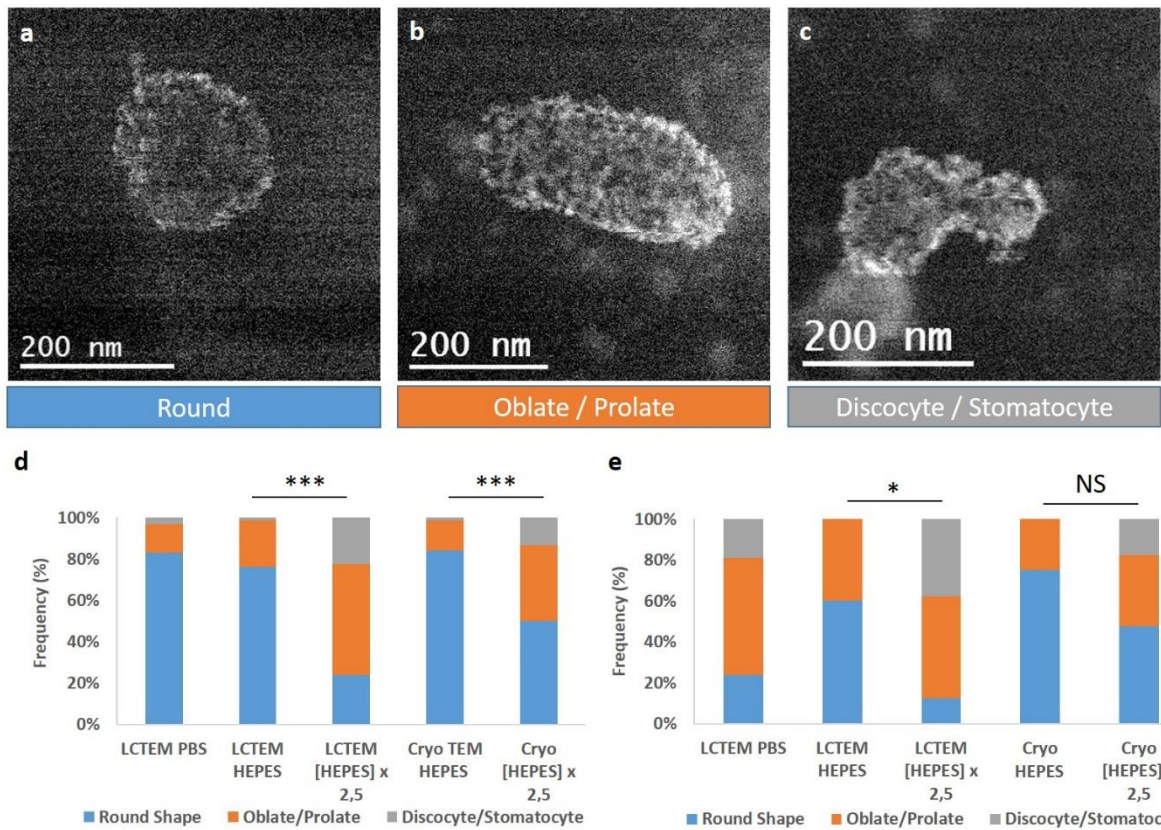 a
b
c
200 nm
200 nm
200 nm
Round
Oblate / Prolate
Discocyte / Stomatocyte
d
e
***
***
*
NS
Frequency (%)
100%
80%
60%
40%
20%
0%
LCTEM PBS
LCTEM
HEPES
LCTEM
[HEPES] x
2,5
Cryo TEM
HEPES
Cryo
[HEPES] x
2,5
Round Shape
Oblate/Prolate
Discocyte/Stomatocyte
Frequency (%)
100%
80%
60%
40%
20%
0%
LCTEM PBS
LCTEM
HEPES
LCTEM
[HEPES] x
2,5
Cryo
HEPES
Cryo
[HEPES]
2,5
Round Shape
Oblate/Prolate
Discocyte/Stomatoc